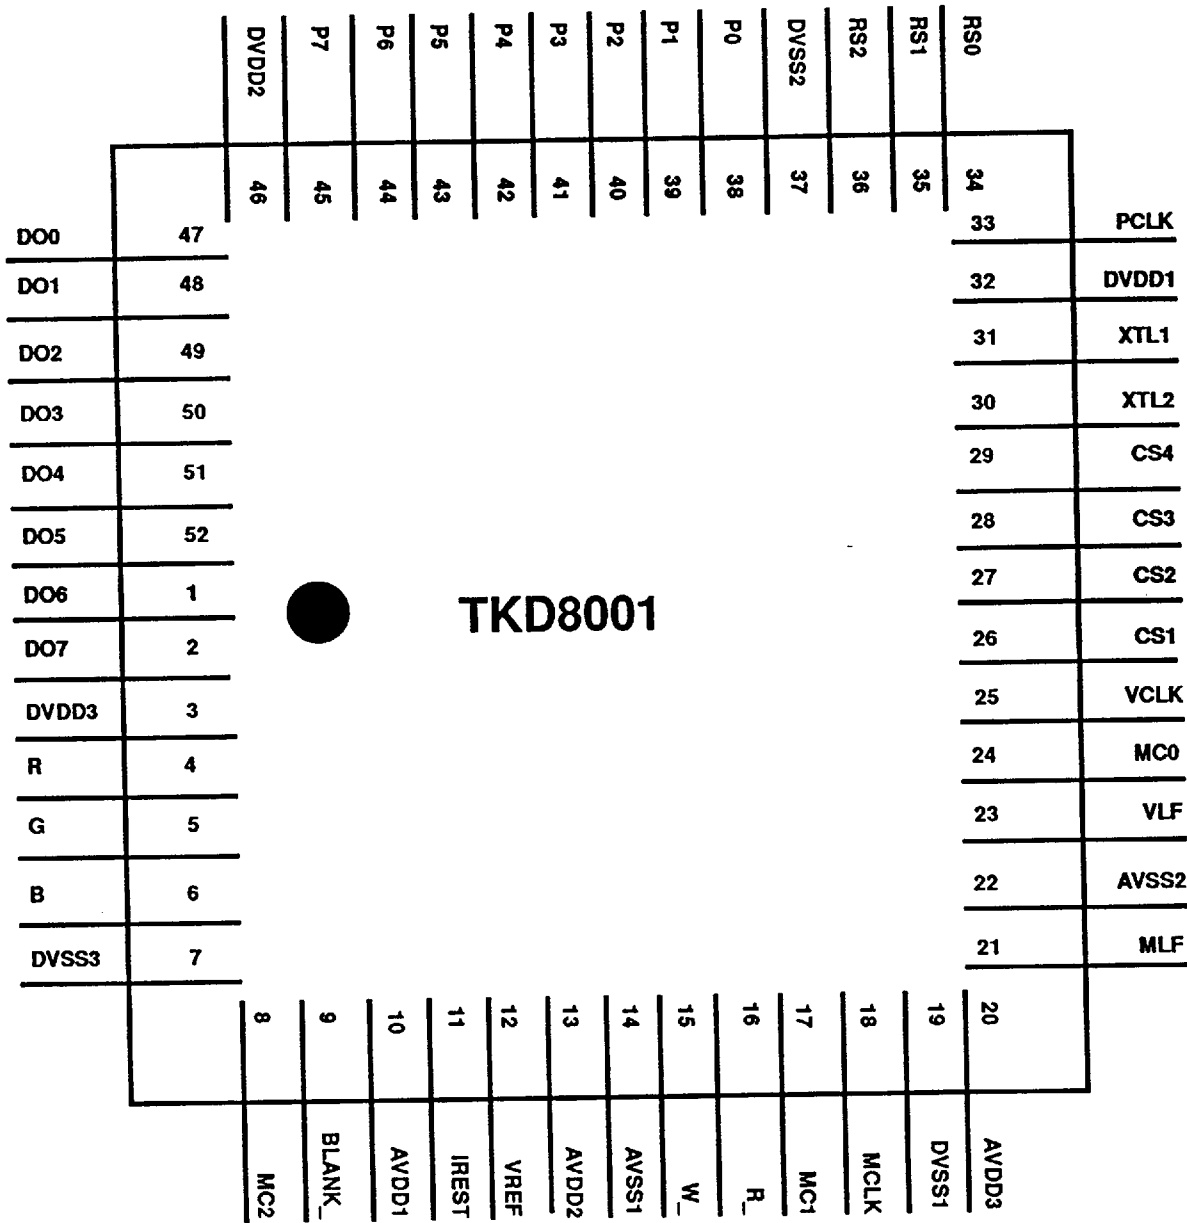 DVDD2 P7 P6 P5 P4 P3 P2 P1 P0 DVSS2 RS2 RS1 RS0
46 45 44 43 42 41 40 39 38 37 36 35 34
DO0 47 33 PCLK
DO1 48 32 DVDD1
DO2 49 31 XTL1
DO3 50 30 XTL2
DO4 51 29 CS4
DO5 52 28 CS3
DO6 1 27 CS2
TKD8001
DO7 2 26 CS1
DVDD3 3 25 VCLK
R 4 24 MC0
G 5 23 VLF
B 6 22 AVSS2
DVSS3 7 21 MLF
8 9 10 11 12 13 14 15 16 17 18 19 20
MC2 BLANK_ AVDD1 IREST VREF AVDD2 AVSS1 W_ R_ MC1 MCLK DVSS1 AVDD3